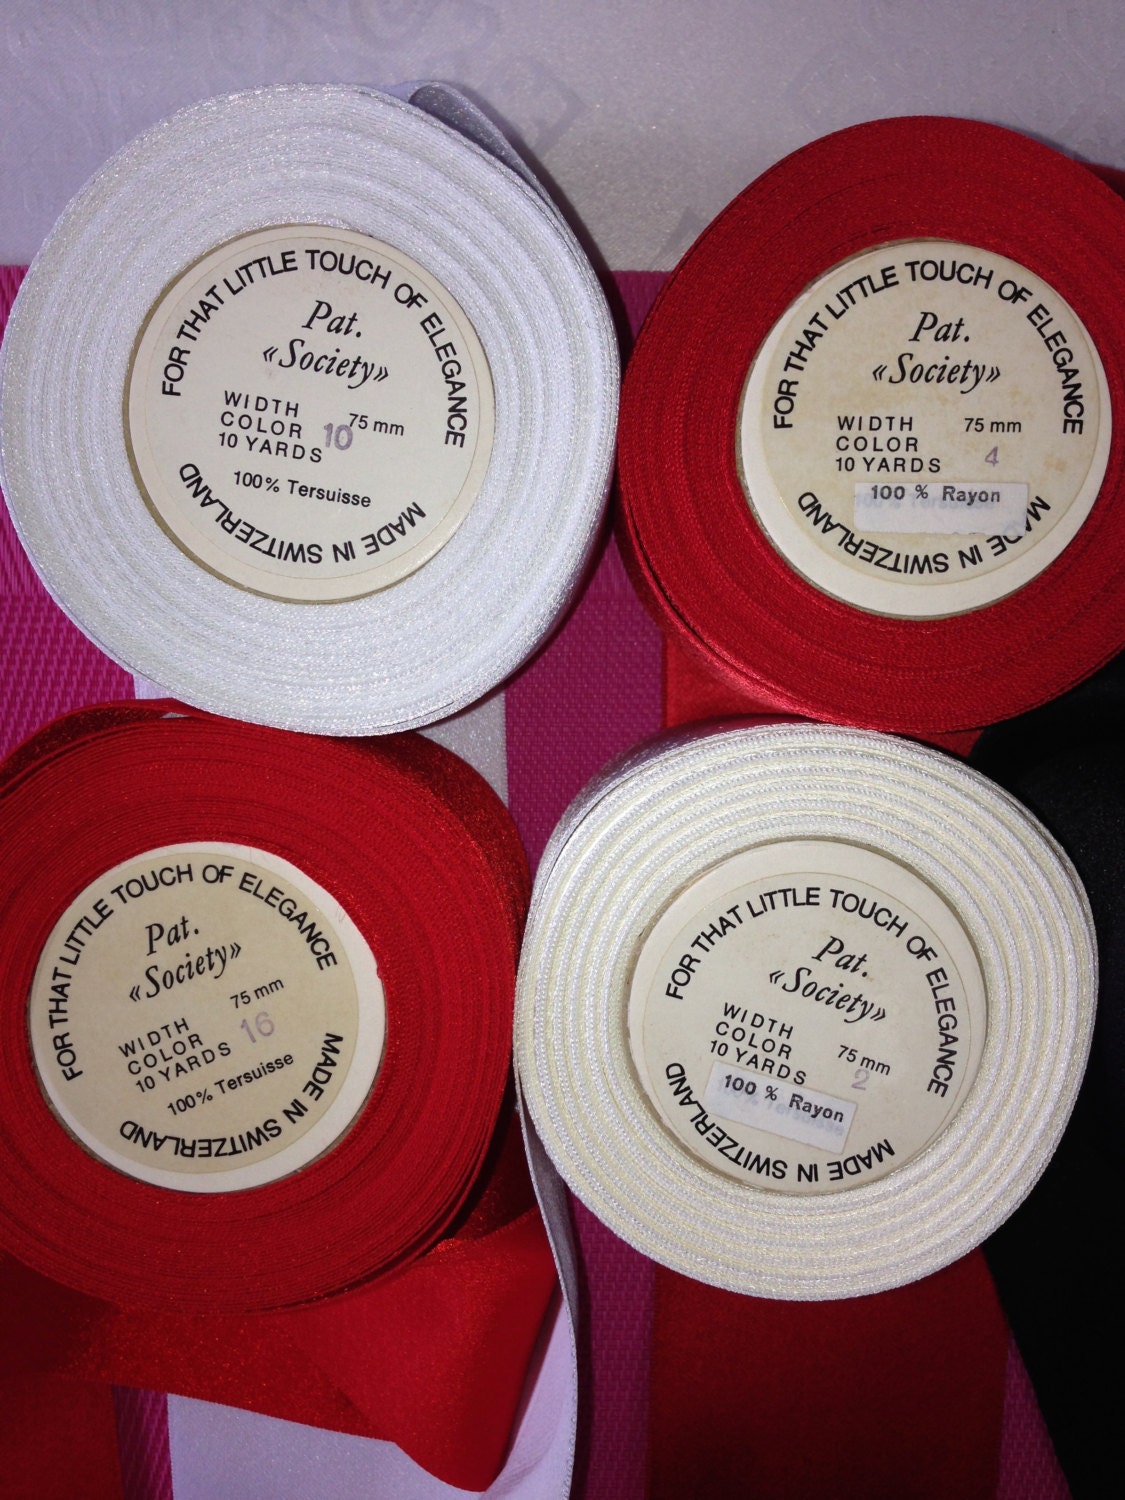 FOR THAT LITTLE TOUCH OF ELEGANCE
Pat.
«Society»
WIDTH 75 mm
COLOR 10
10 YARDS
100% Tersuisse
MADE IN SWITZERLAND
FOR THAT LITTLE TOUCH OF ELEGANCE
Pat.
«Society»
WIDTH 75 mm
COLOR 4
10 YARDS
100 % Rayon
MADE IN SWITZERLAND
FOR THAT LITTLE TOUCH OF ELEGANCE
Pat.
«Society»
WIDTH 75 mm
COLOR 16
10 YARDS
100% Tersuisse
MADE IN SWITZERLAND
FOR THAT LITTLE TOUCH OF ELEGANCE
Pat.
«Society»
WIDTH 75 mm
COLOR 2
10 YARDS
100 % Rayon
MADE IN SWITZERLAND